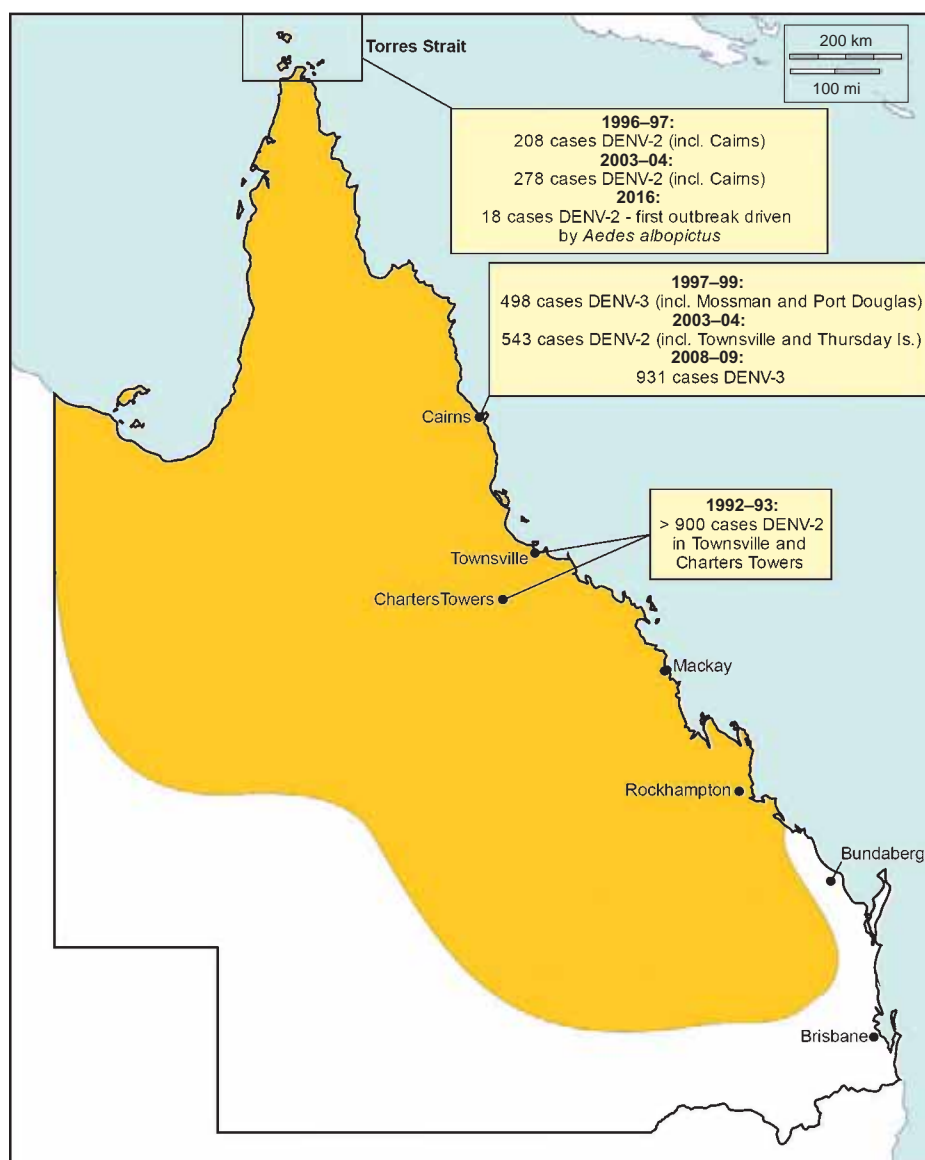 Torres Strait
200 km
100 mi
1996–97:
208 cases DENV-2 (incl. Cairns)
2003–04:
278 cases DENV-2 (incl. Cairns)
2016:
18 cases DENV-2 - first outbreak driven
by Aedes albopictus
1997–99:
498 cases DENV-3 (incl. Mossman and Port Douglas)
2003–04:
543 cases DENV-2 (incl. Townsville and Thursday Is.)
2008–09:
931 cases DENV-3
Cairns
1992–93:
> 900 cases DENV-2
in Townsville and
Charters Towers
Townsville
ChartersTowers
Mackay
Rockhampton
Bundaberg
Brisbane